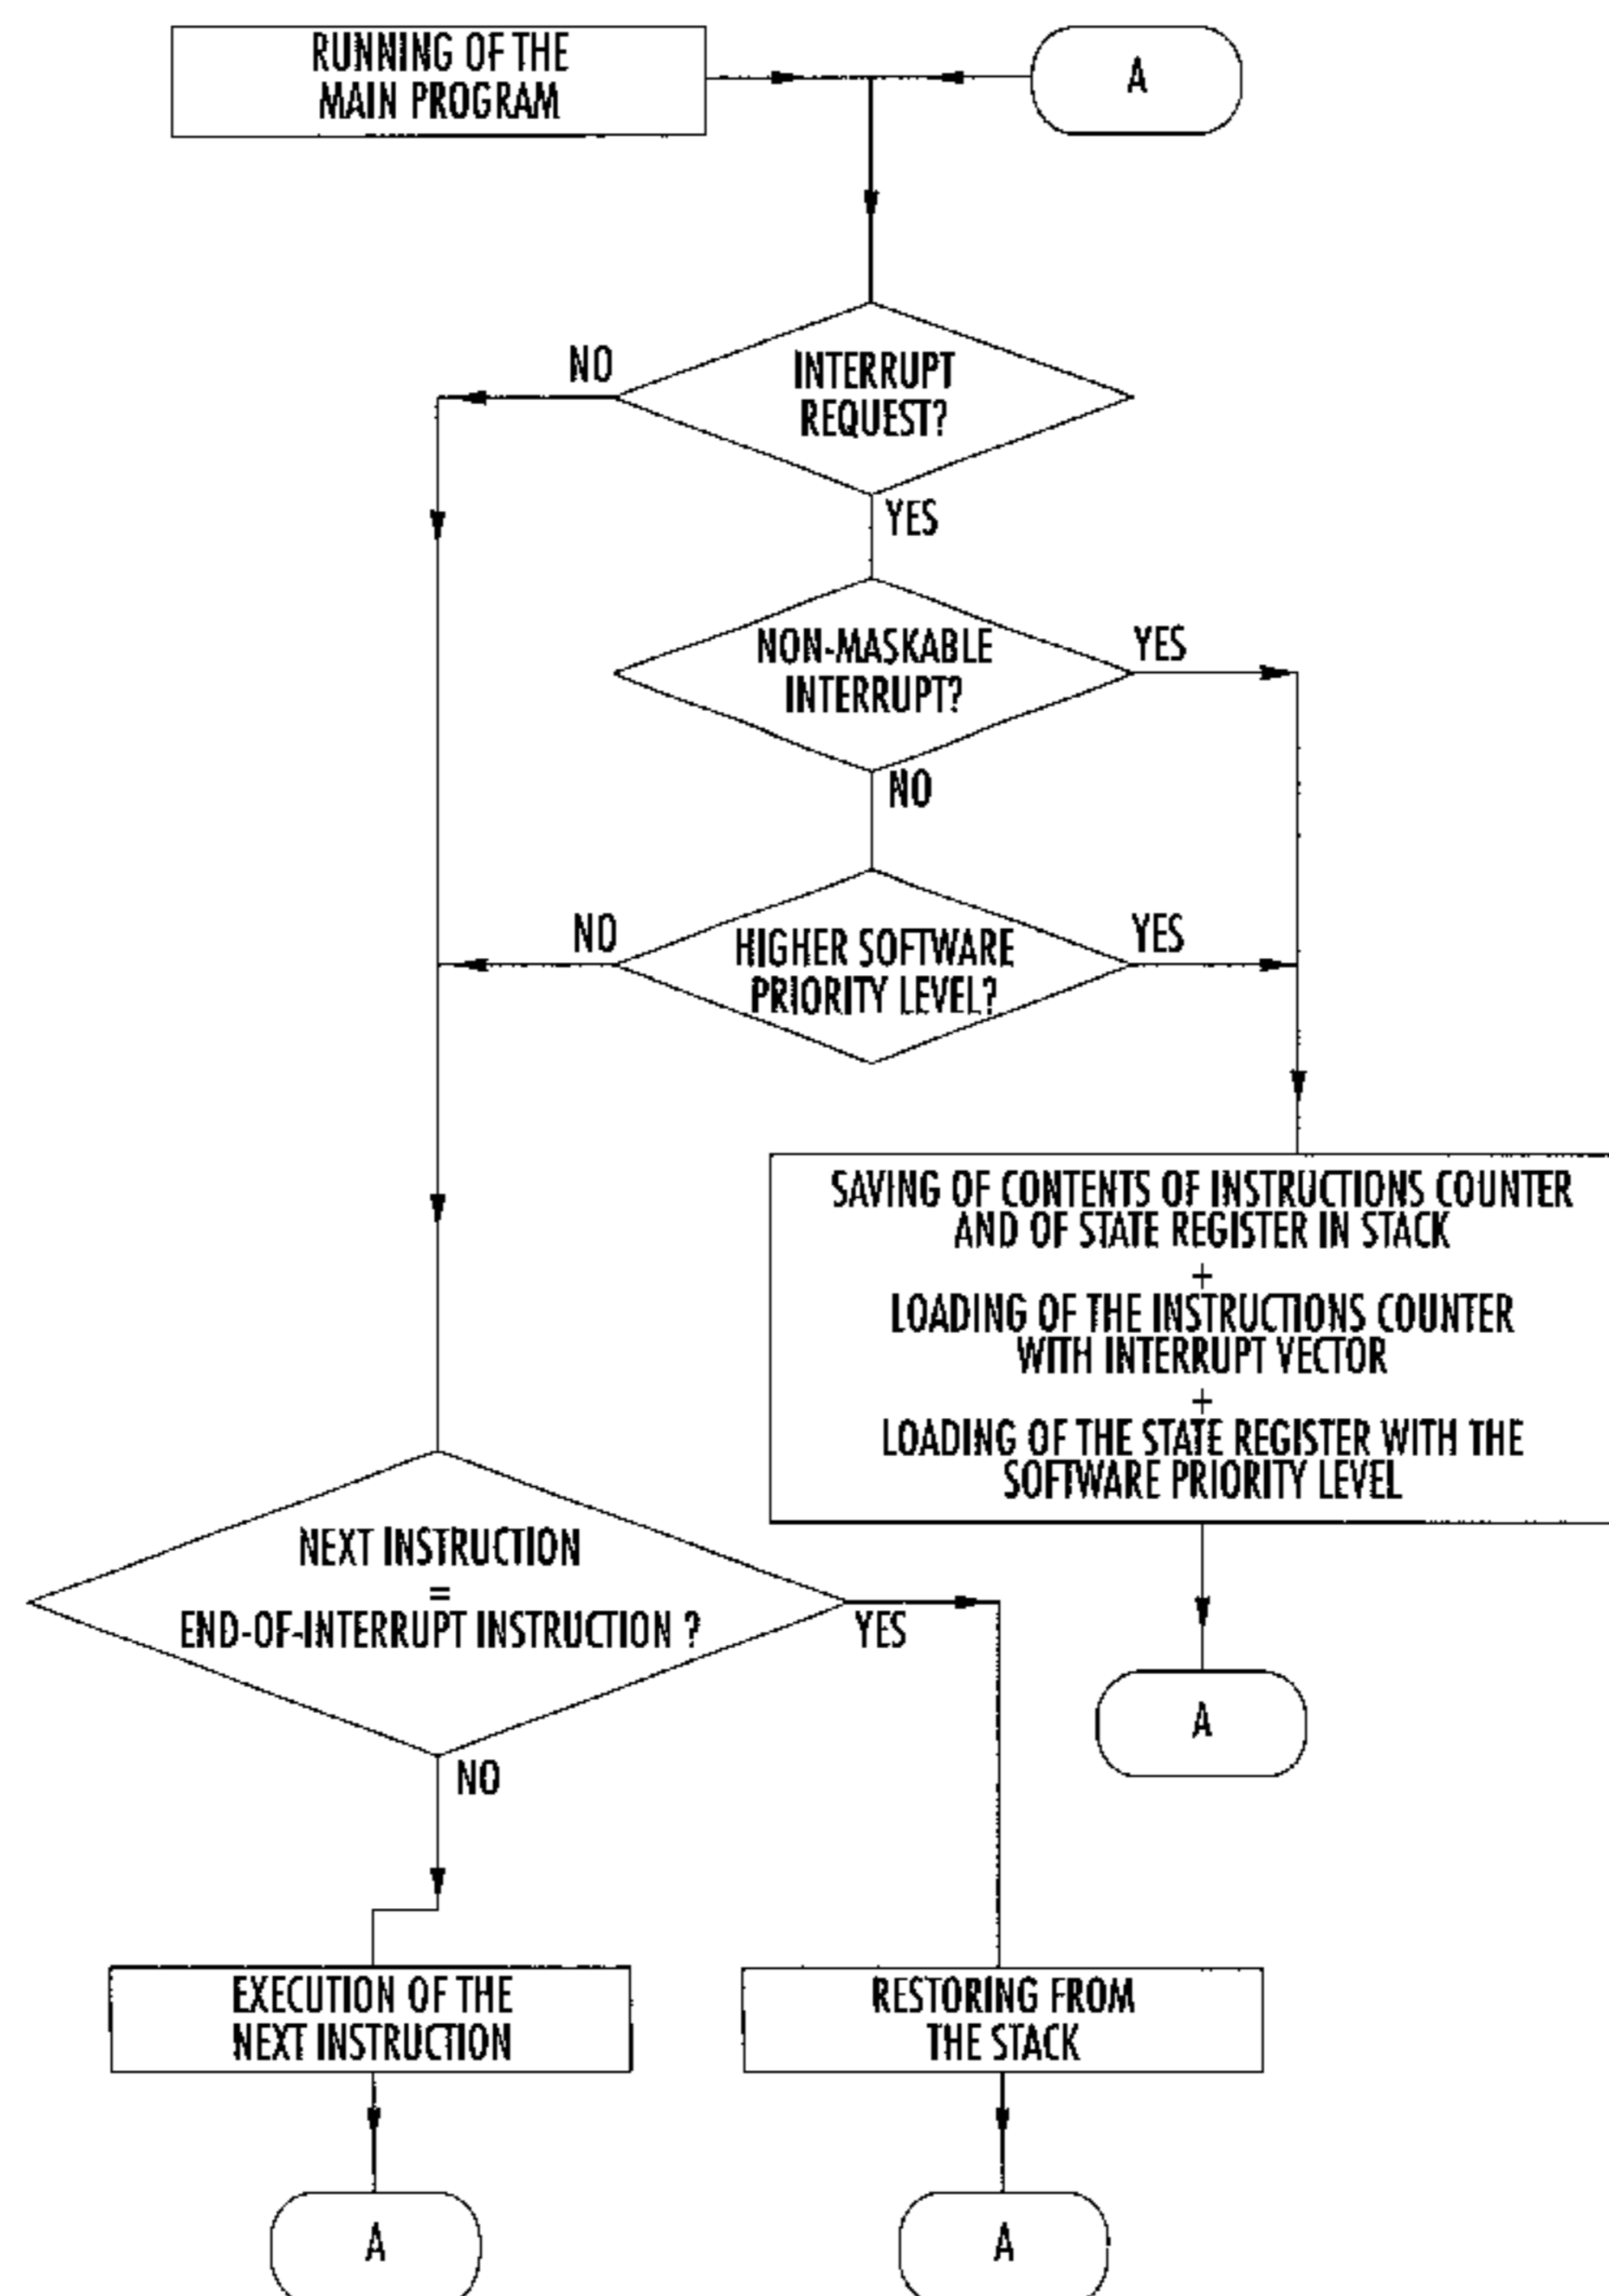 RUNNING OF THE
MAIN PROGRAM
A
INTERRUPT
REQUEST?
NO
YES
NON-MASKABLE
INTERRUPT?
YES
NO
HIGHER SOFTWARE
PRIORITY LEVEL?
NO
YES
SAVING OF CONTENTS OF INSTRUCTIONS COUNTER
AND OF STATE REGISTER IN STACK
+
LOADING OF THE INSTRUCTIONS COUNTER
WITH INTERRUPT VECTOR
+
LOADING OF THE STATE REGISTER WITH THE
SOFTWARE PRIORITY LEVEL
A
NEXT INSTRUCTION
=
END-OF-INTERRUPT INSTRUCTION ?
YES
NO
EXECUTION OF THE
NEXT INSTRUCTION
RESTORING FROM
THE STACK
A
A